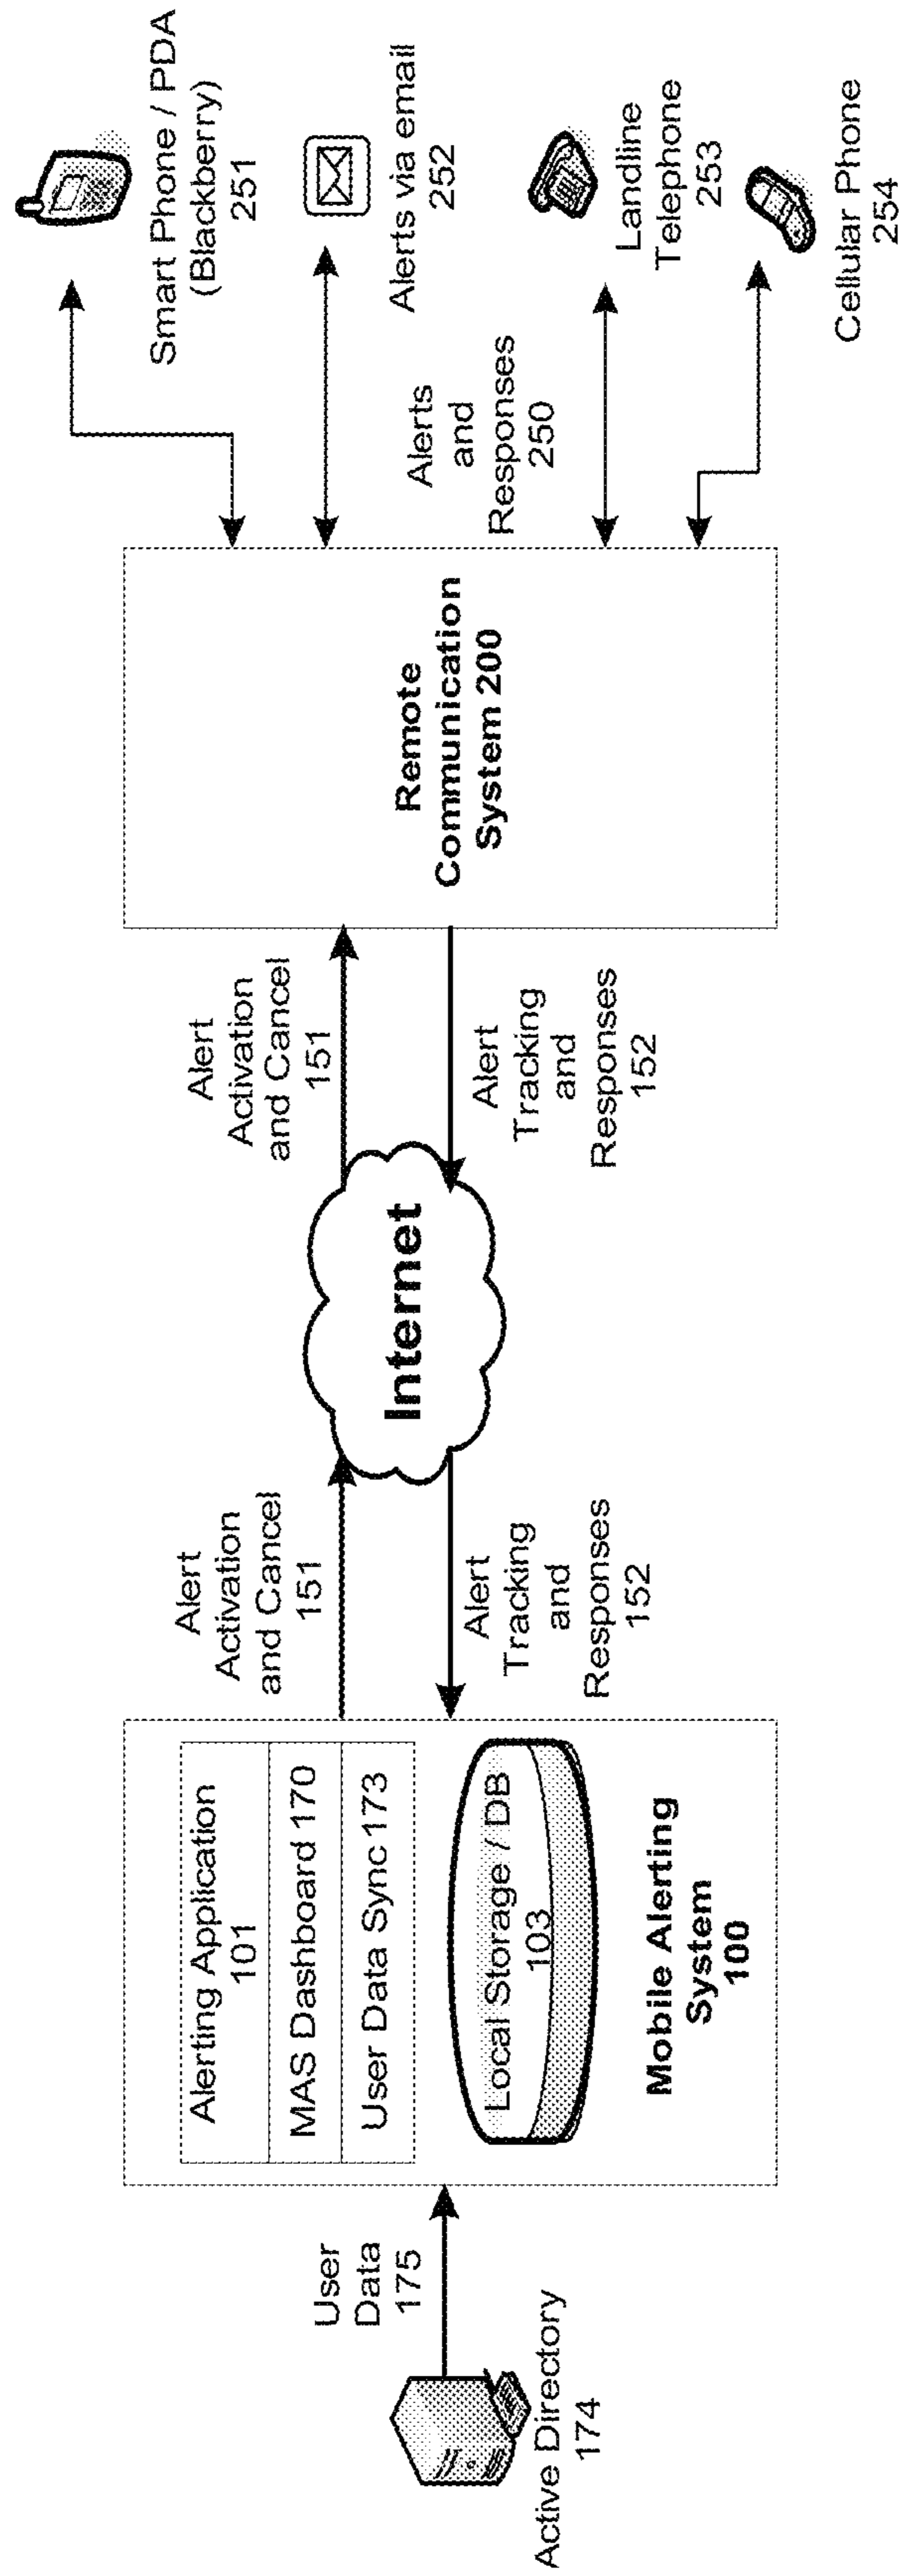 Active Directory
174
User
Data
175
Alerting Application
101
MAS Dashboard 170
User Data Sync 173
Local Storage / DB
103
Mobile Alerting
System
100
Alert
Activation
and Cancel
151
Alert
Tracking
and
Responses
152
Internet
Alert
Activation
and Cancel
151
Alert
Tracking
and
Responses
152
Remote
Communication
System 200
Alerts
and
Responses
250
Smart Phone / PDA
(Blackberry)
251
Alerts via email
252
Landline
Telephone
253
Cellular Phone
254